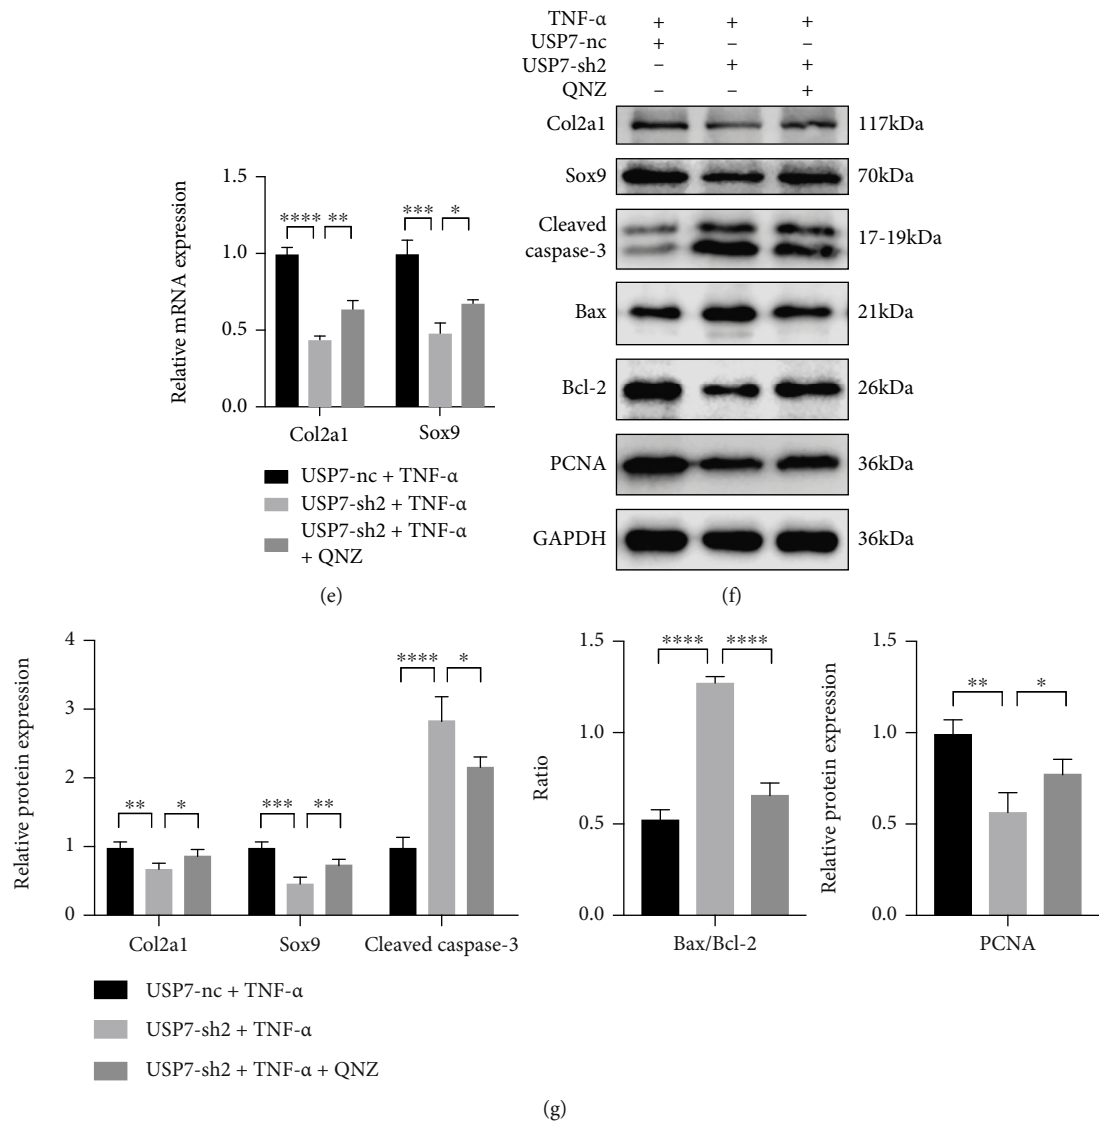 TNF-α + + +
USP7-nc + – –
USP7-sh2 – + +
QNZ – – +
Col2a1 117kDa
Sox9 70kDa
Cleaved
caspase-3 17-19kDa
Bax 21kDa
Bcl-2 26kDa
PCNA 36kDa
GAPDH 36kDa
(f)
Relative mRNA expression
1.5
1.0
0.5
0.0
**** ** *** *
Col2a1 Sox9
USP7-nc + TNF-α
USP7-sh2 + TNF-α
USP7-sh2 + TNF-α
+ QNZ
(e)
Relative protein expression
4
3
2
1
0
** * *** ** **** *
Col2a1 Sox9 Cleaved caspase-3
Ratio
1.5
1.0
0.5
0.0
**** ****
Bax/Bcl-2
Relative protein expression
1.5
1.0
0.5
0.0
** *
PCNA
USP7-nc + TNF-α
USP7-sh2 + TNF-α
USP7-sh2 + TNF-α + QNZ
(g)